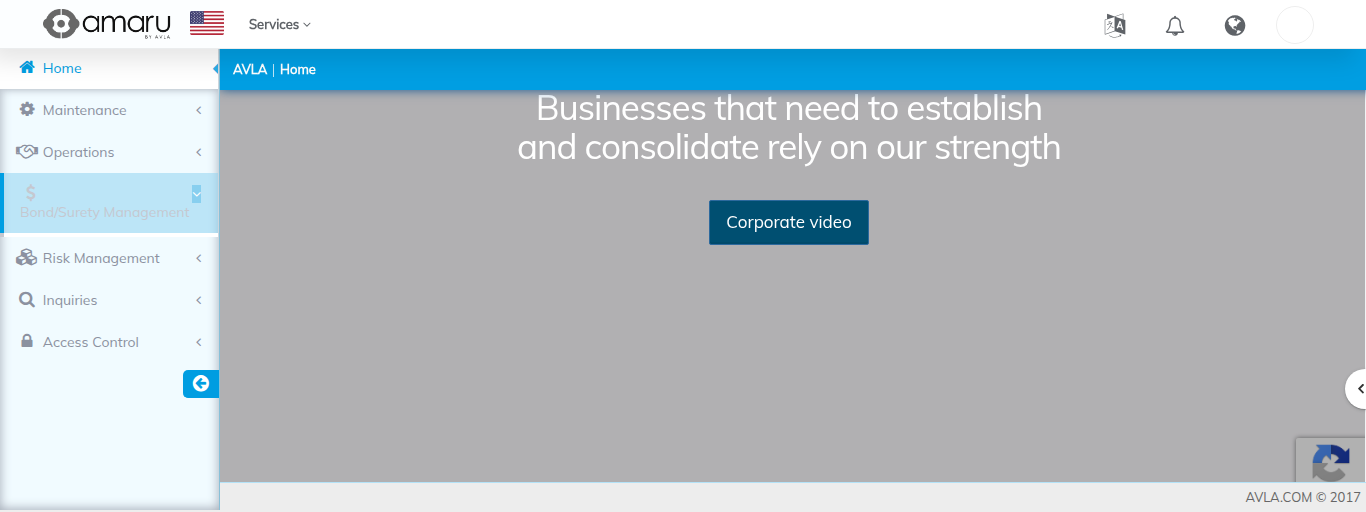 amaru
BY AVLA
Services
Home
AVLA | Home
Maintenance
Operations
Bond/Surety Management
Risk Management
Inquiries
Access Control
Businesses that need to establish
and consolidate rely on our strength
Corporate video
AVLA.COM © 2017